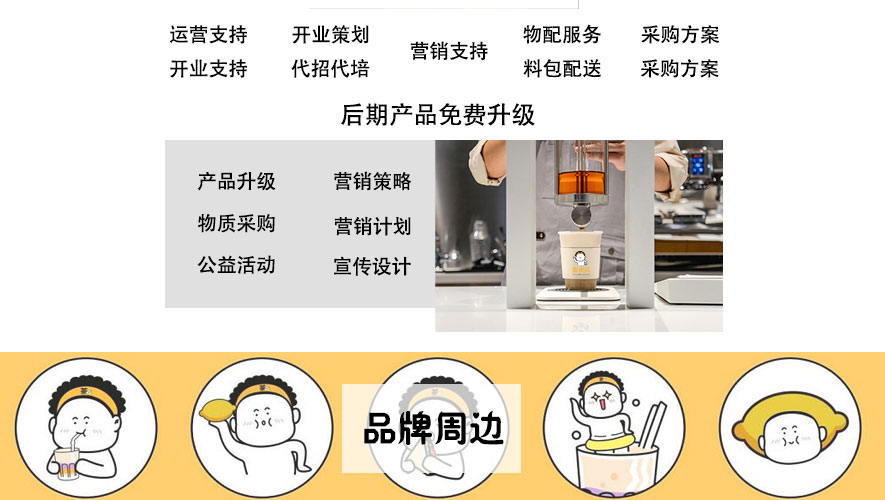 运营支持 开业策划 营销支持 物配服务 采购方案
开业支持 代招代培 料包配送 采购方案
后期产品免费升级
产品升级 营销策略
物质采购 营销计划
公益活动 宣传设计
品牌周边